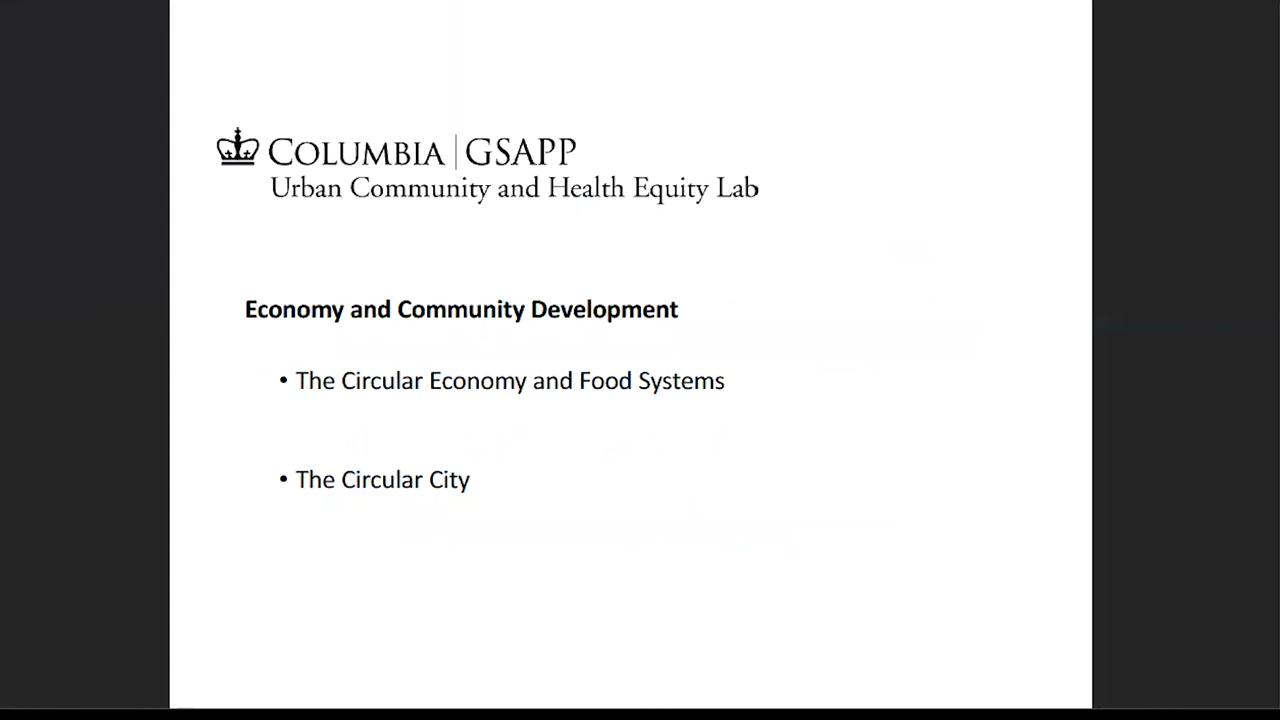 COLUMBIA | GSAPP
Urban Community and Health Equity Lab
Economy and Community Development
• The Circular Economy and Food Systems
• The Circular City